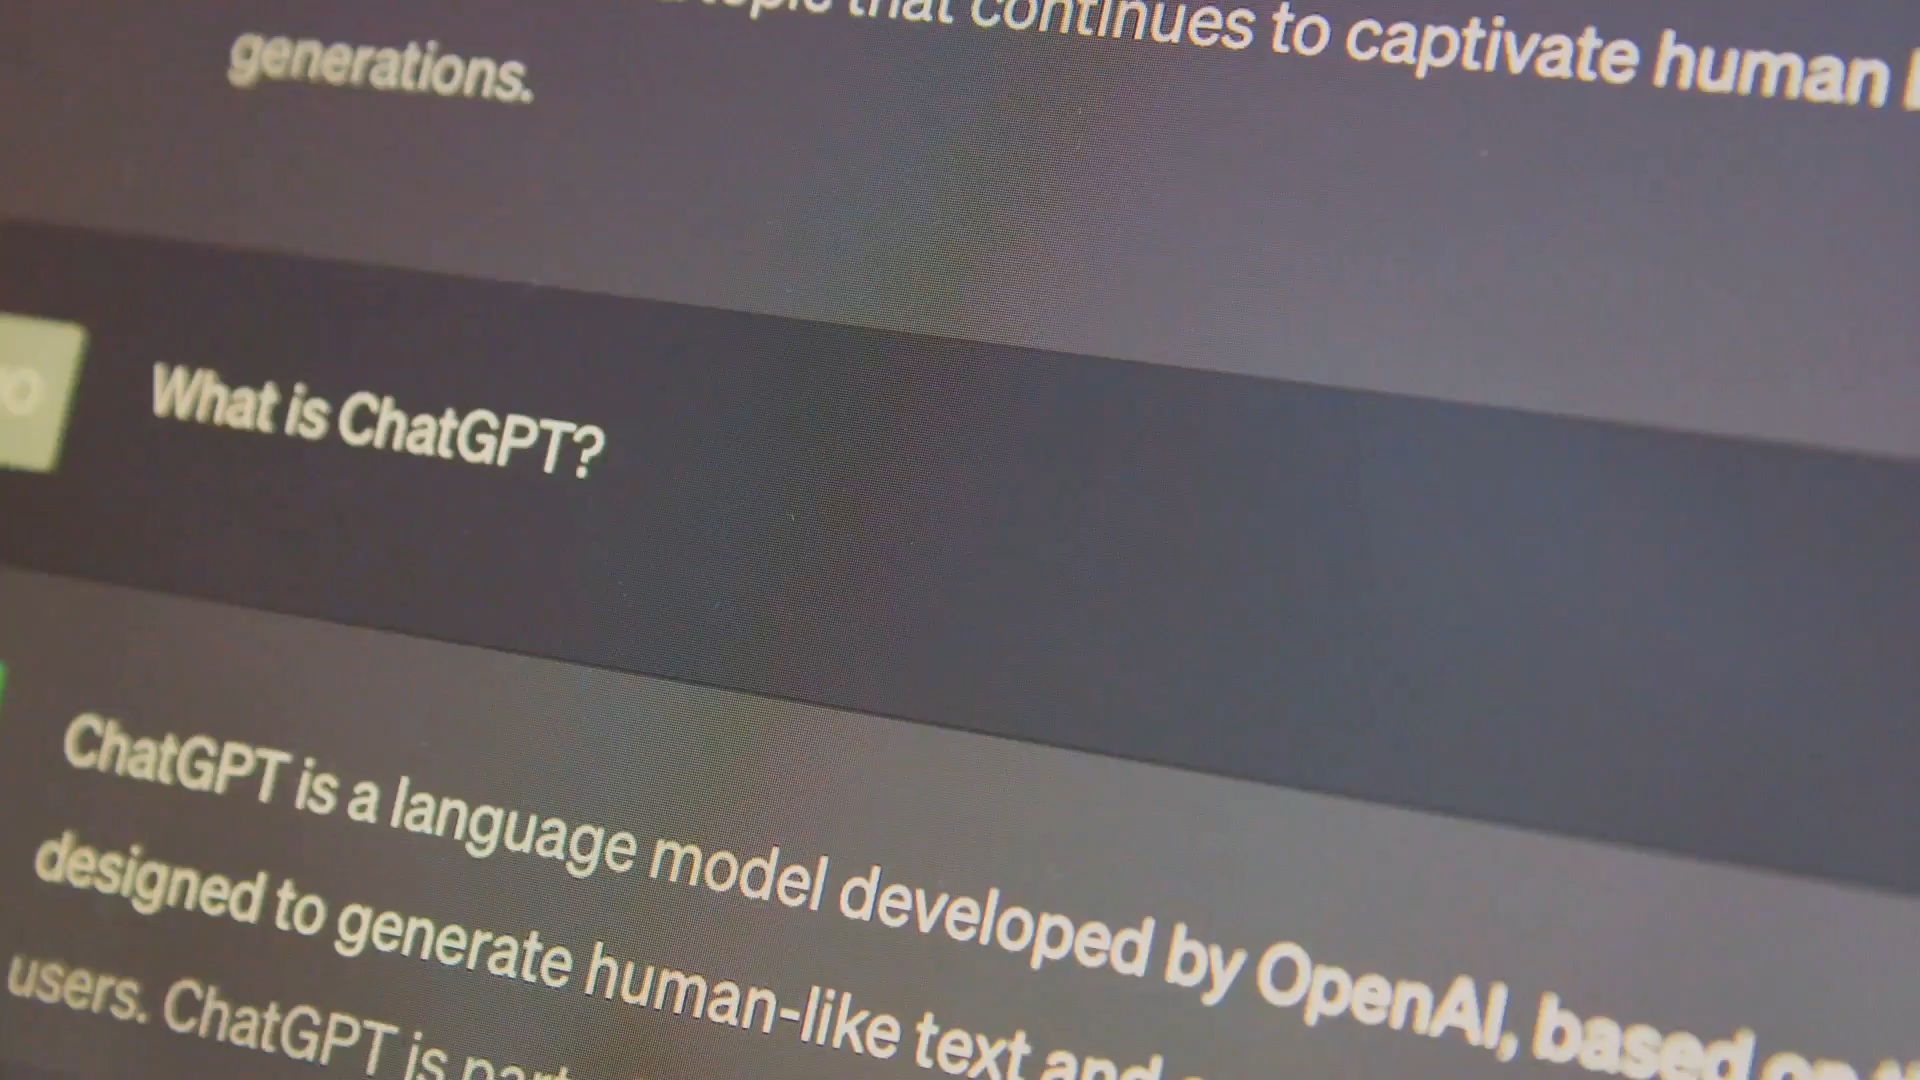 that continues to captivate human
generations.
What is ChatGPT?
ChatGPT is a language model developed by OpenAI, based on
designed to generate human-like text and
users. ChatGPT is